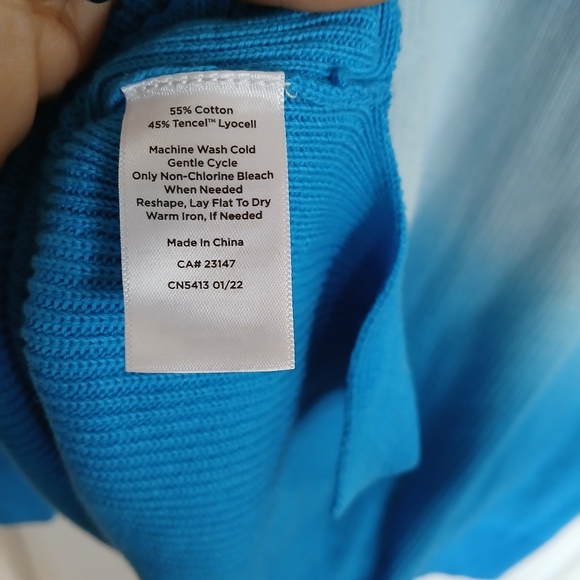 55% Cotton
45% Tencel™ Lyocell
Machine Wash Cold
Gentle Cycle
Only Non-Chlorine Bleach
When Needed
Reshape, Lay Flat To Dry
Warm Iron, If Needed
Made In China
CA# 23147
CN5413 01/22